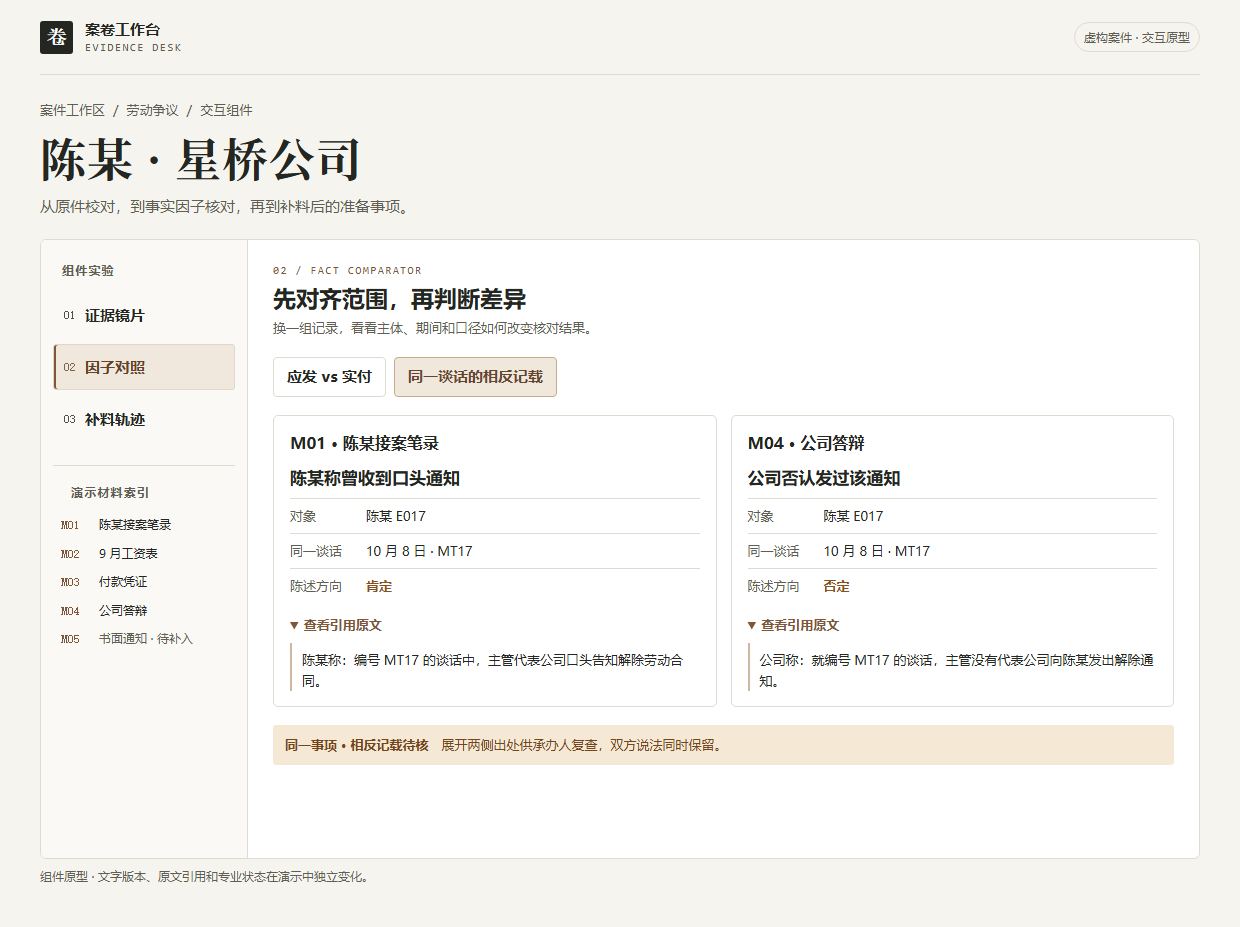 卷
案卷工作台
EVIDENCE DESK
虚构案件 · 交互原型
案件工作区 / 劳动争议 / 交互组件
陈某 · 星桥公司
从原件校对，到事实因子核对，再到补料后的准备事项。
组件实验
01 证据镜片
02 因子对照
03 补料轨迹
演示材料索引
M01 陈某接案笔录
M02 9 月工资表
M03 付款凭证
M04 公司答辩
M05 书面通知 · 待补入
02 / FACT COMPARATOR
先对齐范围，再判断差异
换一组记录，看看主体、期间和口径如何改变核对结果。
应发 vs 实付
同一谈话的相反记载
M01 • 陈某接案笔录
陈某称曾收到口头通知
对象 陈某 E017
同一谈话 10 月 8 日 · MT17
陈述方向 肯定
▼ 查看引用原文
陈某称：编号 MT17 的谈话中，主管代表公司口头告知解除劳动合
同。
M04 • 公司答辩
公司否认发过该通知
对象 陈某 E017
同一谈话 10 月 8 日 · MT17
陈述方向 否定
▼ 查看引用原文
公司称：就编号 MT17 的谈话，主管没有代表公司向陈某发出解除通
知。
同一事项 • 相反记载待核 展开两侧出处供承办人复查，双方说法同时保留。
组件原型 · 文字版本、原文引用和专业状态在演示中独立变化。